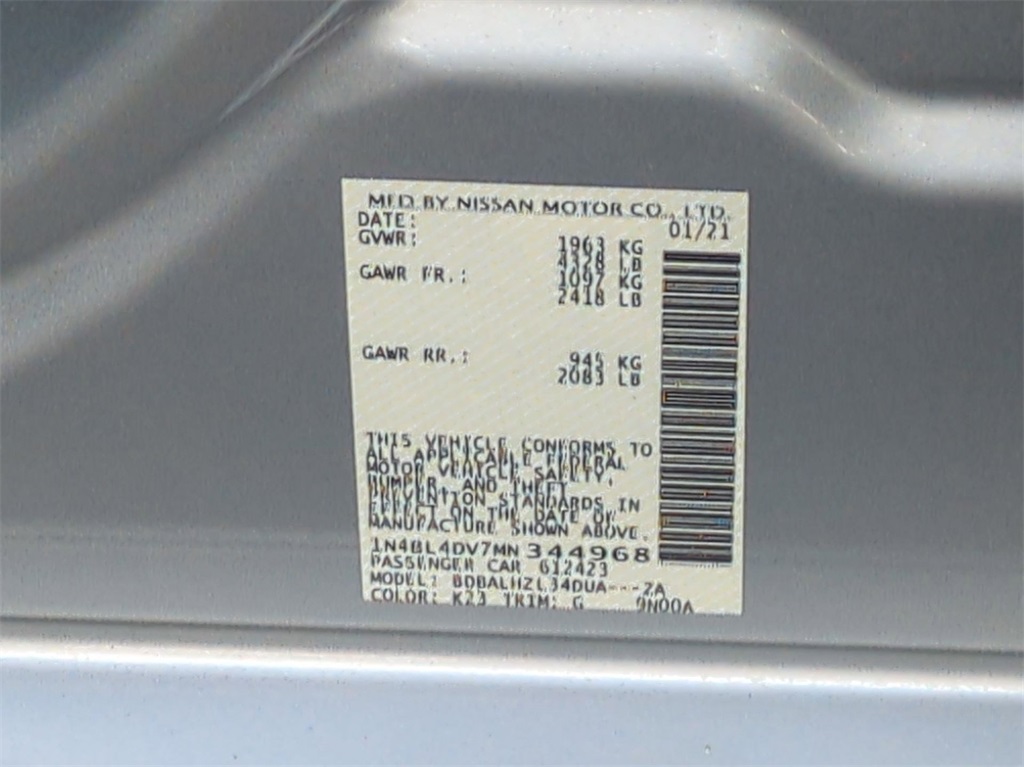 MFD BY NISSAN MOTOR CO., LTD.
DATE: 01/21
GVWR: 1963 KG
4328 LB
GAWR FR.: 1097 KG
2418 LB
GAWR RR.: 945 KG
2083 LB
THIS VEHICLE CONFORMS TO
ALL APPLICABLE FEDERAL
MOTOR VEHICLE SAFETY,
BUMPER, AND THEFT
PREVENTION STANDARDS IN
EFFECT ON THE DATE OF
MANUFACTURE SHOWN ABOVE.
1N4BL4DV7MN344968
PASSENGER CAR 612423
MODEL:
COLOR: K23 TRIM: G 9N00A